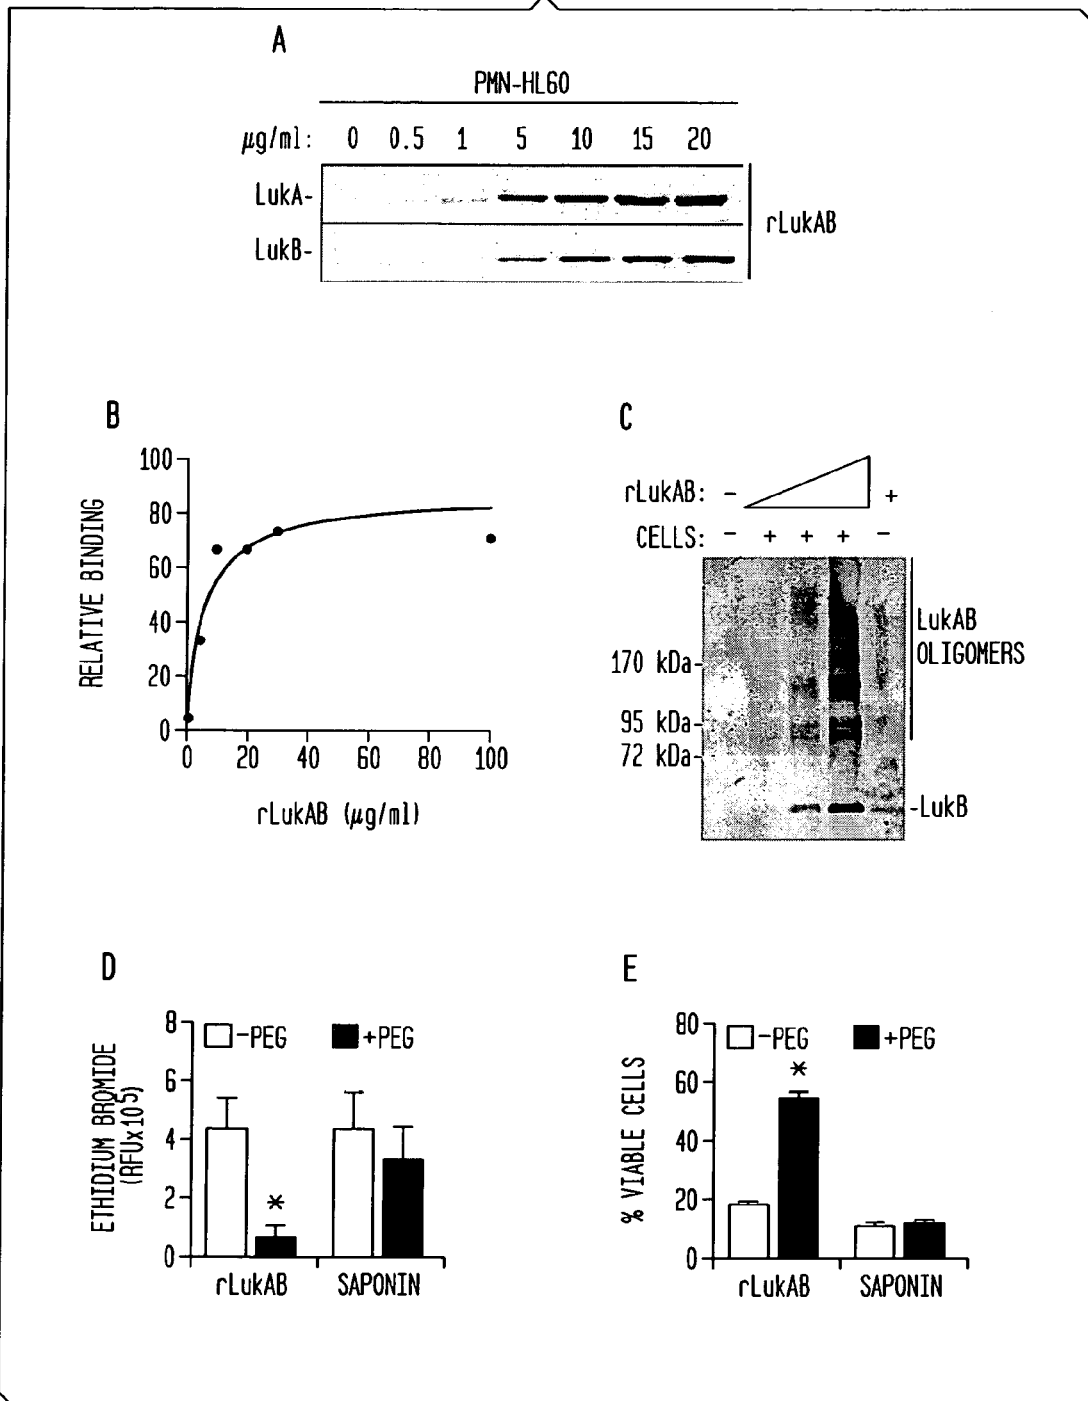 A
PMN-HL60
μg/ml: 0 0.5 1 5 10 15 20
LukA-
LukB-
rLukAB
B
RELATIVE BINDING
100
80
60
40
20
0
0 20 40 60 80 100
rLukAB (μg/ml)
C
rLukAB: - +
CELLS: - + + + -
170 kDa-
95 kDa-
72 kDa-
LukAB
OLIGOMERS
-LukB
D
ETHIDIUM BROMIDE
(RFUx10⁵)
8
6
4
2
0
-PEG +PEG
*
rLukAB SAPONIN
E
% VIABLE CELLS
80
60
40
20
0
-PEG +PEG
*
rLukAB SAPONIN